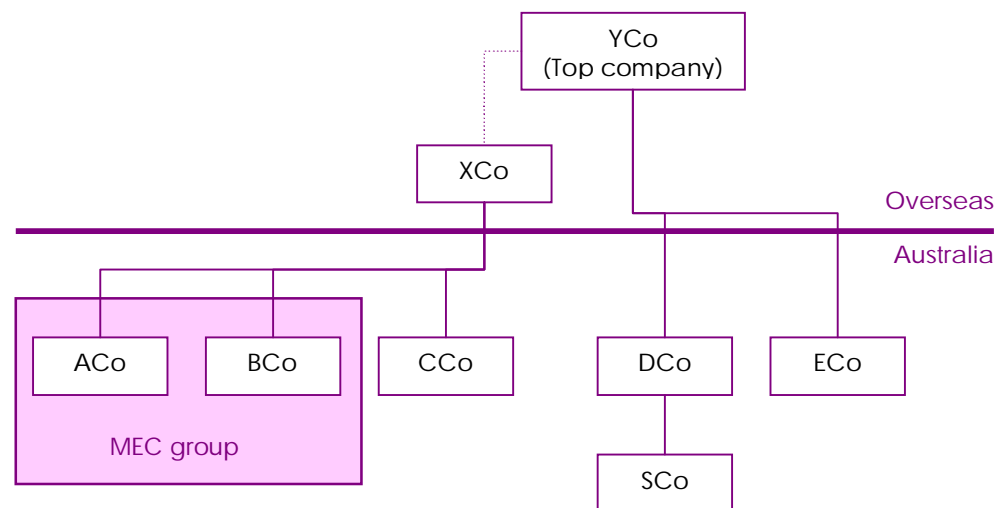 YCo
(Top company)
XCo
Overseas
Australia
ACo
BCo
CCo
DCo
ECo
MEC group
SCo